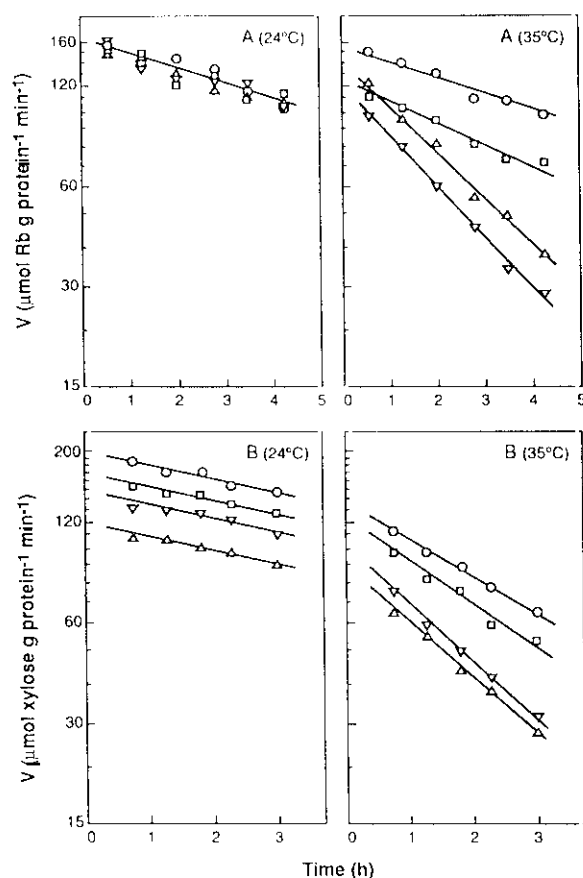 A (24°C)
A (35°C)
160
120
60
30
15
V (µmol Rb g protein-1 min-1)
0 1 2 3 4 5
0 1 2 3 4 5
B (24°C)
B (35°C)
200
120
60
30
15
V (µmol xylose g protein-1 min-1)
0 1 2 3
0 1 2 3
Time (h)